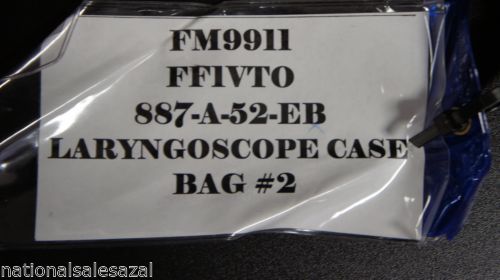 FM9911
FF1VTO
887-A-52-EB
LARYNGOSCOPE CASE
BAG #2
nationalsalesazal